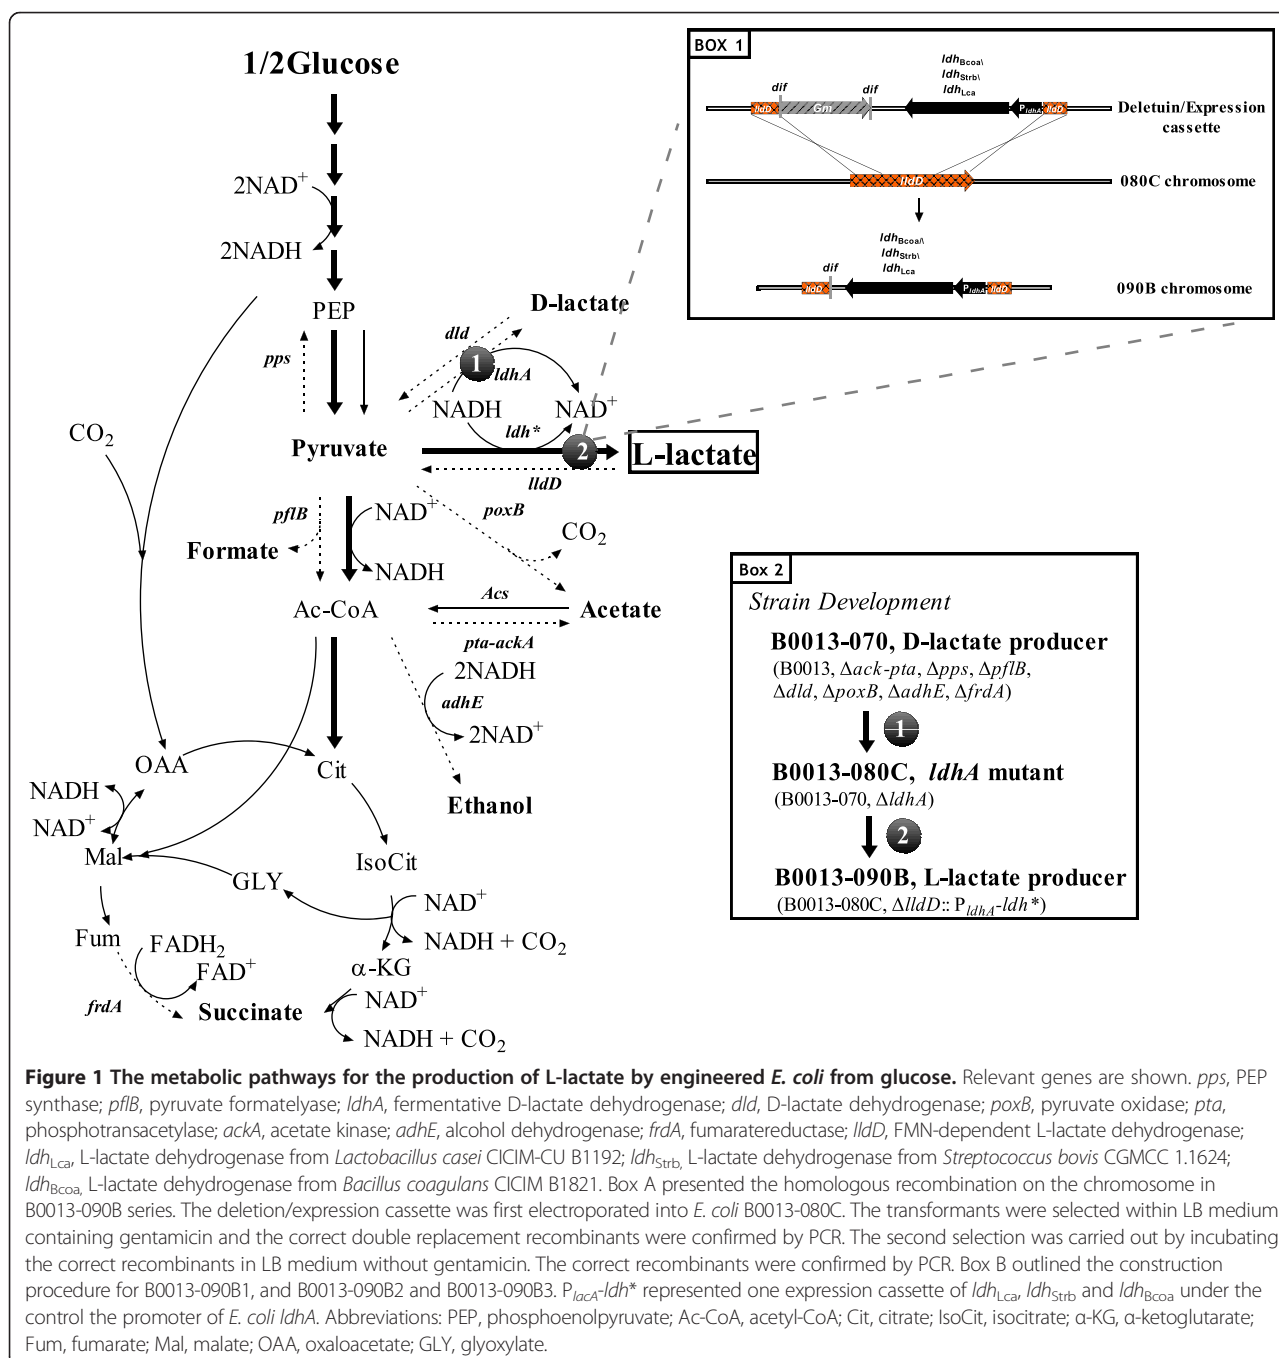 1/2Glucose
2NAD+
2NADH
PEP
pps
CO2
Pyruvate
D-lactate
dld
1
ldhA
NADH
NAD+
ldh*
2
L-lactate
lldD
pflB
NAD+
poxB
CO2
Formate
NADH
Ac-CoA
Acs
Acetate
pta-ackA
2NADH
adhE
2NAD+
OAA
Cit
Ethanol
NADH
NAD+
Mal
IsoCit
GLY
NAD+
NADH + CO2
Fum
FADH2
FAD+
α-KG
NAD+
frdA
Succinate
NADH + CO2
BOX 1
ldhBcoa\
ldhStrb\
ldhLca
dif
dif
lldD
Gm
PldhA
lldD
Deletuin/Expression
cassette
lldD
080C chromosome
ldhBcoa/\
ldhStrb\
ldhLca
dif
lldD
PldhA
lldD
090B chromosome
Box 2
Strain Development
B0013-070, D-lactate producer
(B0013, Δack-pta, Δpps, ΔpflB,
Δdld, ΔpoxB, ΔadhE, ΔfrdA)
1
B0013-080C, ldhA mutant
(B0013-070, ΔldhA)
2
B0013-090B, L-lactate producer
(B0013-080C, ΔlldD:: PldhA-ldh*)
Figure 1 The metabolic pathways for the production of L-lactate by engineered E. coli from glucose. Relevant genes are shown. pps, PEP
synthase; pflB, pyruvate formatelyase; ldhA, fermentative D-lactate dehydrogenase; dld, D-lactate dehydrogenase; poxB, pyruvate oxidase; pta,
phosphotransacetylase; ackA, acetate kinase; adhE, alcohol dehydrogenase; frdA, fumaratereductase; lldD, FMN-dependent L-lactate dehydrogenase;
ldhLca, L-lactate dehydrogenase from Lactobacillus casei CICIM-CU B1192; ldhStrb, L-lactate dehydrogenase from Streptococcus bovis CGMCC 1.1624;
ldhBcoa, L-lactate dehydrogenase from Bacillus coagulans CICIM B1821. Box A presented the homologous recombination on the chromosome in
B0013-090B series. The deletion/expression cassette was first electroporated into E. coli B0013-080C. The transformants were selected within LB medium
containing gentamicin and the correct double replacement recombinants were confirmed by PCR. The second selection was carried out by incubating
the correct recombinants in LB medium without gentamicin. The correct recombinants were confirmed by PCR. Box B outlined the construction
procedure for B0013-090B1, and B0013-090B2 and B0013-090B3. PlacA-ldh* represented one expression cassette of ldhLca, ldhStrb and ldhBcoa under the
control the promoter of E. coli ldhA. Abbreviations: PEP, phosphoenolpyruvate; Ac-CoA, acetyl-CoA; Cit, citrate; IsoCit, isocitrate; α-KG, α-ketoglutarate;
Fum, fumarate; Mal, malate; OAA, oxaloacetate; GLY, glyoxylate.